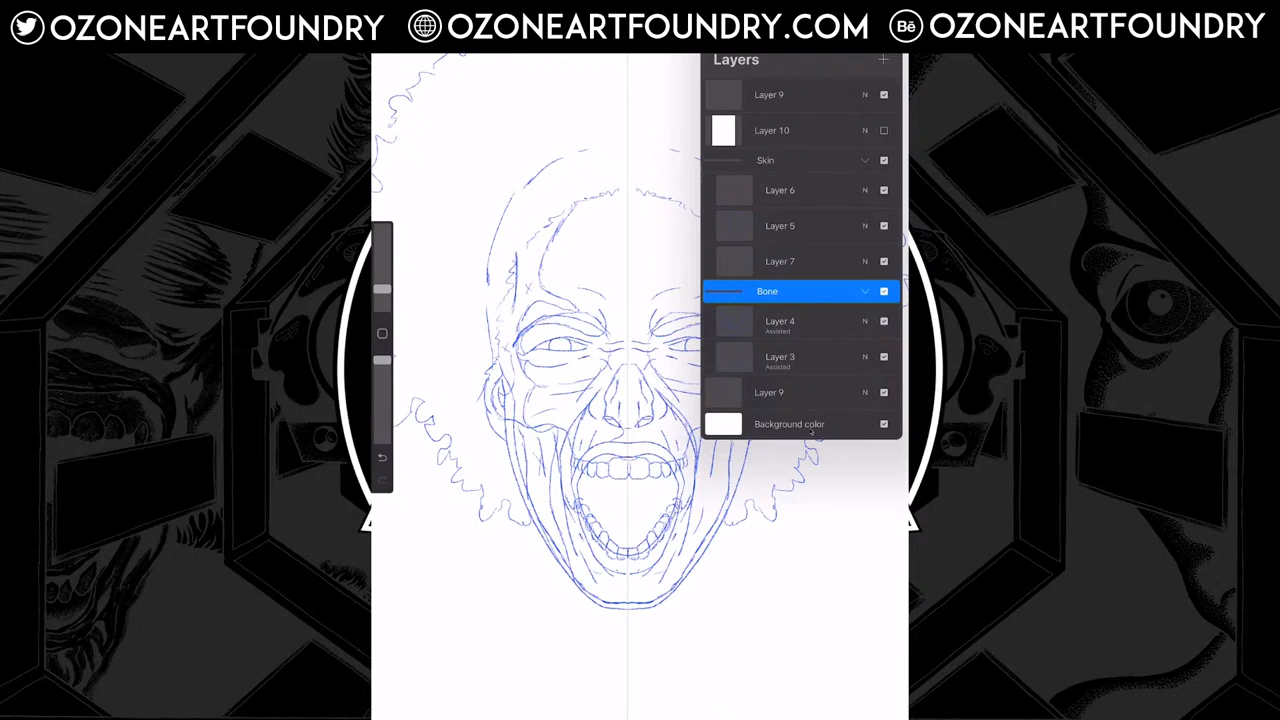 OZONEARTFOUNDRY OZONEARTFOUNDRY.COM Bē OZONEARTFOUNDRY
Layers
Layer 9 N
Layer 10 N
Skin
Layer 6 N
Layer 5 N
Layer 7 N
Bone
Layer 4 N
Assisted
Layer 3 N
Assisted
Layer 9 N
Background color